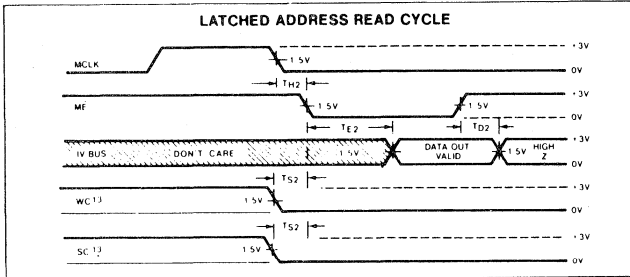 LATCHED ADDRESS READ CYCLE
MCLK
1 5V
+3V
0V
TH2
ME
1.5V
+3V
0V
TE2
TD2
IV BUS
DON'T CARE
1.5V
DATA OUT
VALID
1 5V
HIGH
Z
+3V
0V
TS2
WC 13
1 5V
+3V
0V
TS2
SC 13
1.5V
+3V
0V